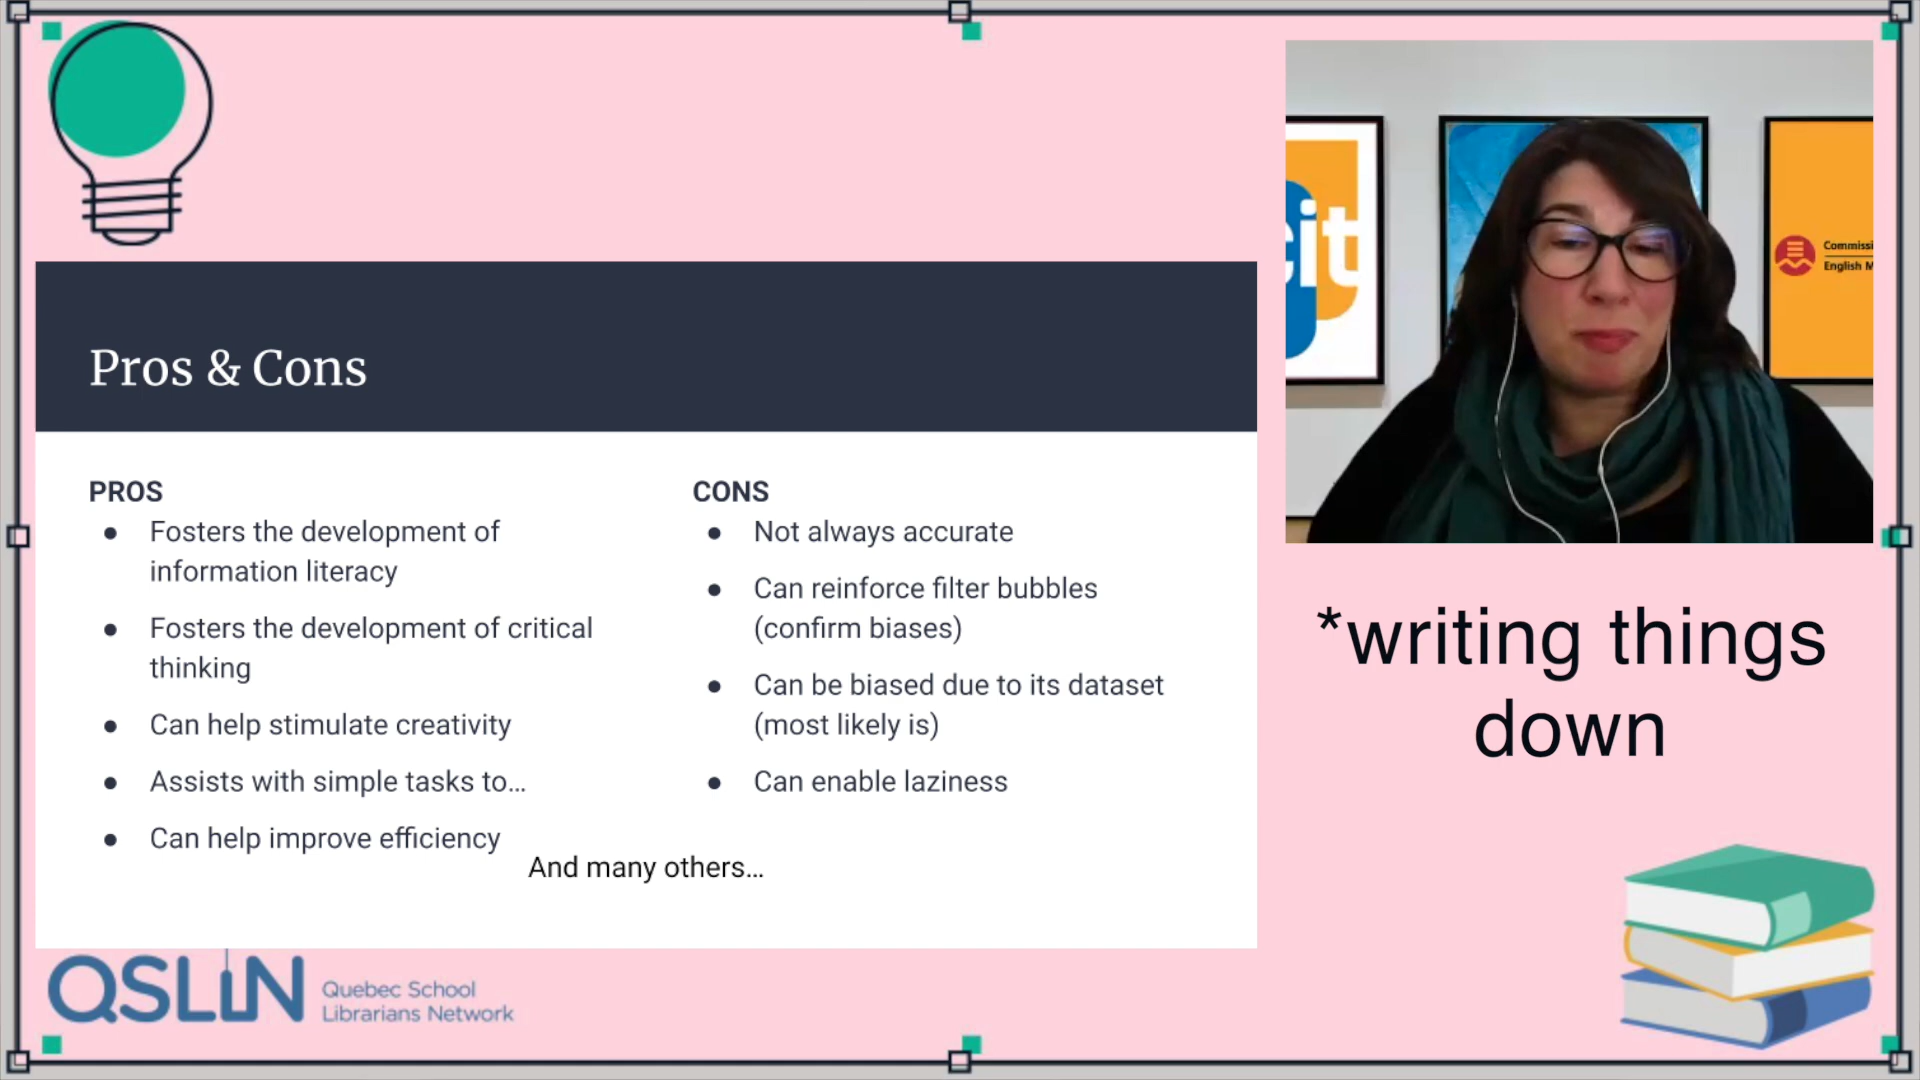 Pros & Cons
PROS
● Fosters the development of
information literacy
● Fosters the development of critical
thinking
● Can help stimulate creativity
● Assists with simple tasks to…
● Can help improve efficiency
CONS
● Not always accurate
● Can reinforce filter bubbles
(confirm biases)
● Can be biased due to its dataset
(most likely is)
● Can enable laziness
And many others…
cit
Commissi
English M
*writing things
down
QSLiN
Quebec School
Librarians Network